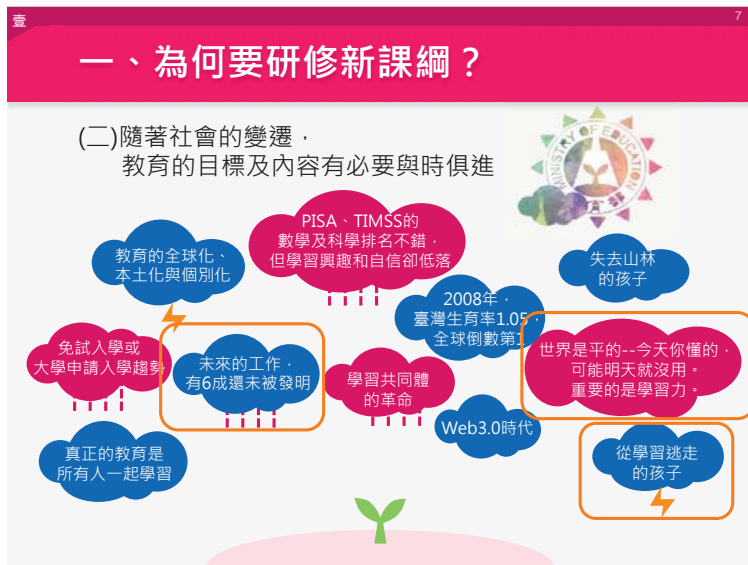 壹
7
一、為何要研修新課綱？
(二)隨著社會的變遷，
教育的目標及內容有必要與時俱進
MINISTRY OF EDUCATION
育部
PISA、TIMSS的
數學及科學排名不錯，
但學習興趣和自信卻低落
教育的全球化、
本土化與個別化
失去山林
的孩子
2008年，
臺灣生育率1.05，
全球倒數第1
免試入學或
大學申請入學趨勢
未來的工作，
有6成還未被發明
學習共同體
的革命
世界是平的--今天你懂的，
可能明天就沒用。
重要的是學習力。
Web3.0時代
真正的教育是
所有人一起學習
從學習逃走
的孩子